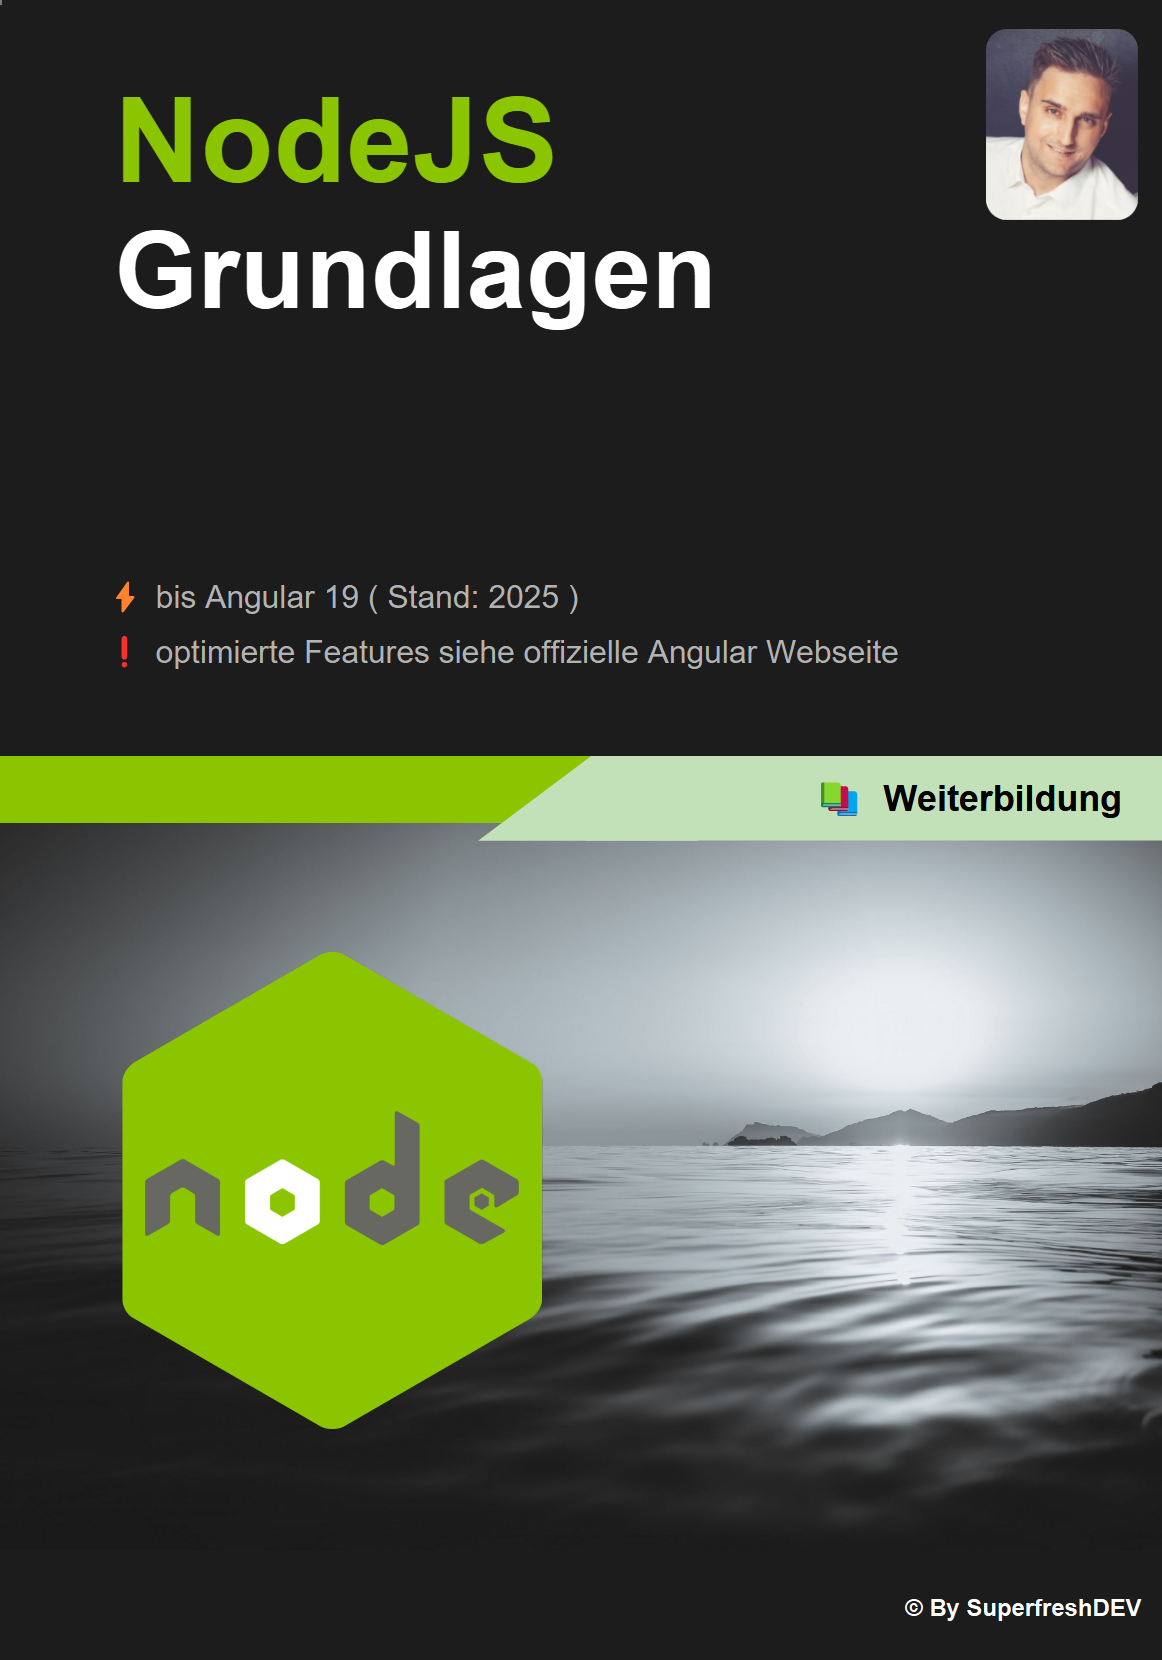 NodeJS
Grundlagen
bis Angular 19 ( Stand: 2025 )
optimierte Features siehe offizielle Angular Webseite
Weiterbildung
node
© By SuperfreshDEV